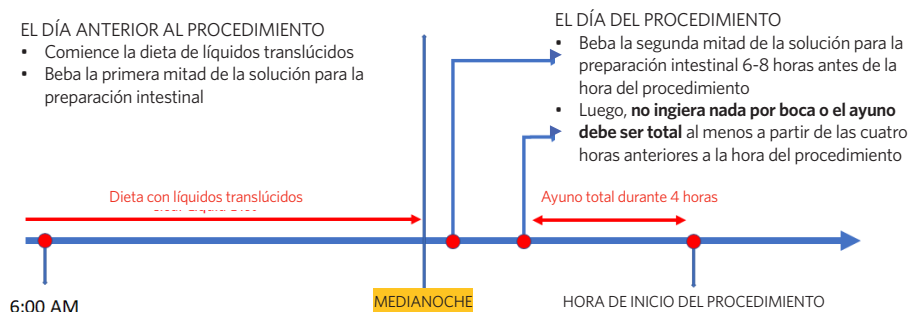 EL DÍA ANTERIOR AL PROCEDIMIENTO
• Comience la dieta de líquidos translúcidos
• Beba la primera mitad de la solución para la
preparación intestinal
EL DÍA DEL PROCEDIMIENTO
• Beba la segunda mitad de la solución para la
preparación intestinal 6-8 horas antes de la
hora del procedimiento
• Luego, no ingiera nada por boca o el ayuno
debe ser total al menos a partir de las cuatro
horas anteriores a la hora del procedimiento
Dieta con líquidos translúcidos
Ayuno total durante 4 horas
6:00 AM
MEDIANOCHE
HORA DE INICIO DEL PROCEDIMIENTO